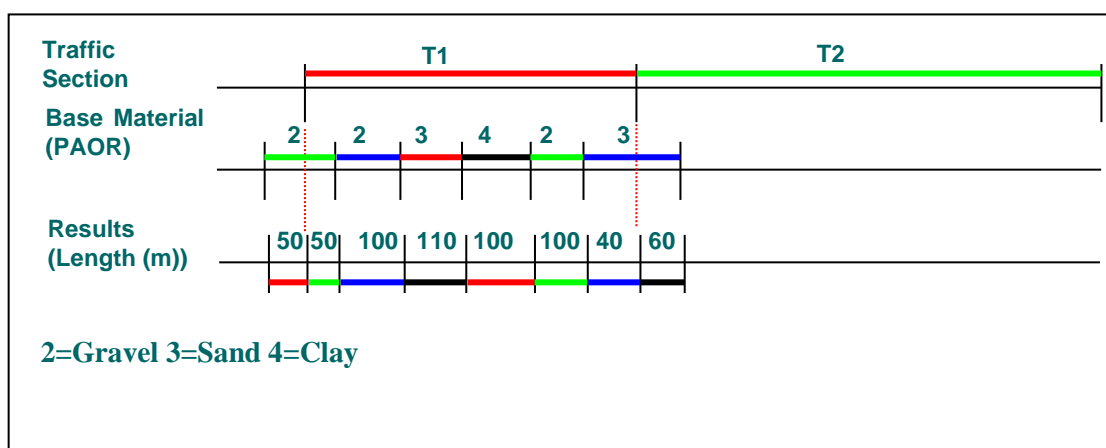 Traffic
Section
T1 T2
Base Material
(PAOR)
2 2 3 4 2 3
Results
(Length (m))
50 50 100 110 100 100 40 60
2=Gravel 3=Sand 4=Clay